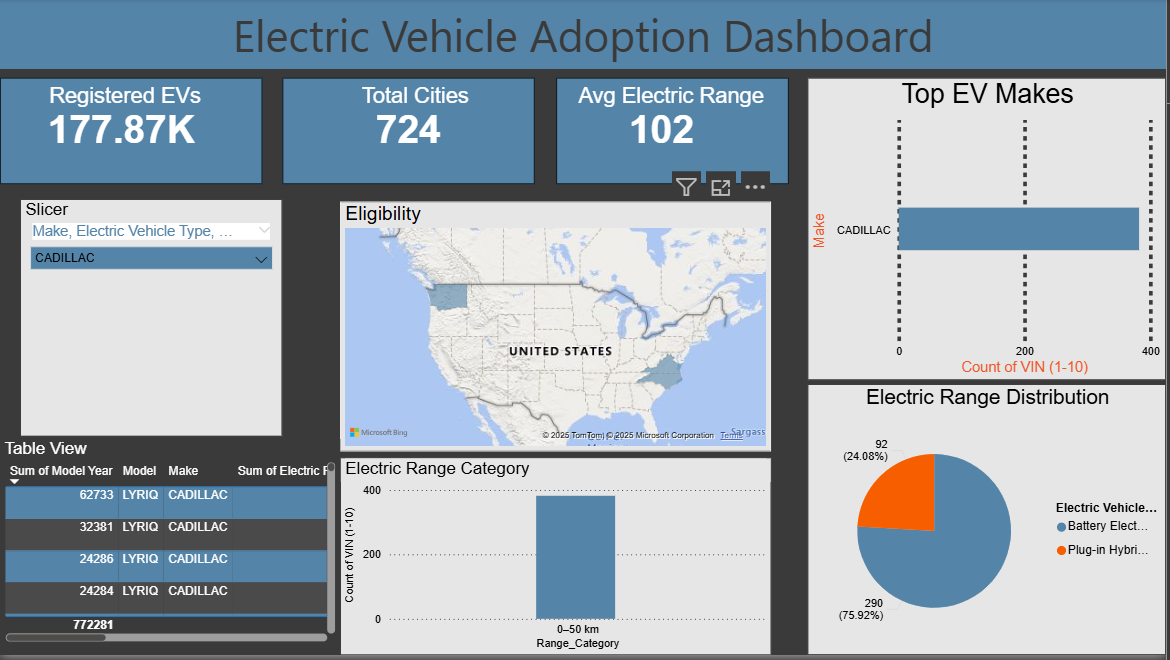 Electric Vehicle Adoption Dashboard
Registered EVs
177.87K
Total Cities
724
Avg Electric Range
102
Top EV Makes
Make
CADILLAC
0
200
400
Count of VIN (1-10)
Slicer
Make, Electric Vehicle Type, ...
CADILLAC
Eligibility
UNITED STATES
Microsoft Bing
© 2025 TomTom, © 2025 Microsoft Corporation Terms
Sargass
Electric Range Distribution
92
(24.08%)
290
(75.92%)
Electric Vehicle...
Battery Elect...
Plug-in Hybri...
Table View
Sum of Model Year Model Make Sum of Electric R
62733 LYRIQ CADILLAC
32381 LYRIQ CADILLAC
24286 LYRIQ CADILLAC
24284 LYRIQ CADILLAC
772281
Electric Range Category
Count of VIN (1-10)
400
200
0
0–50 km
Range_Category